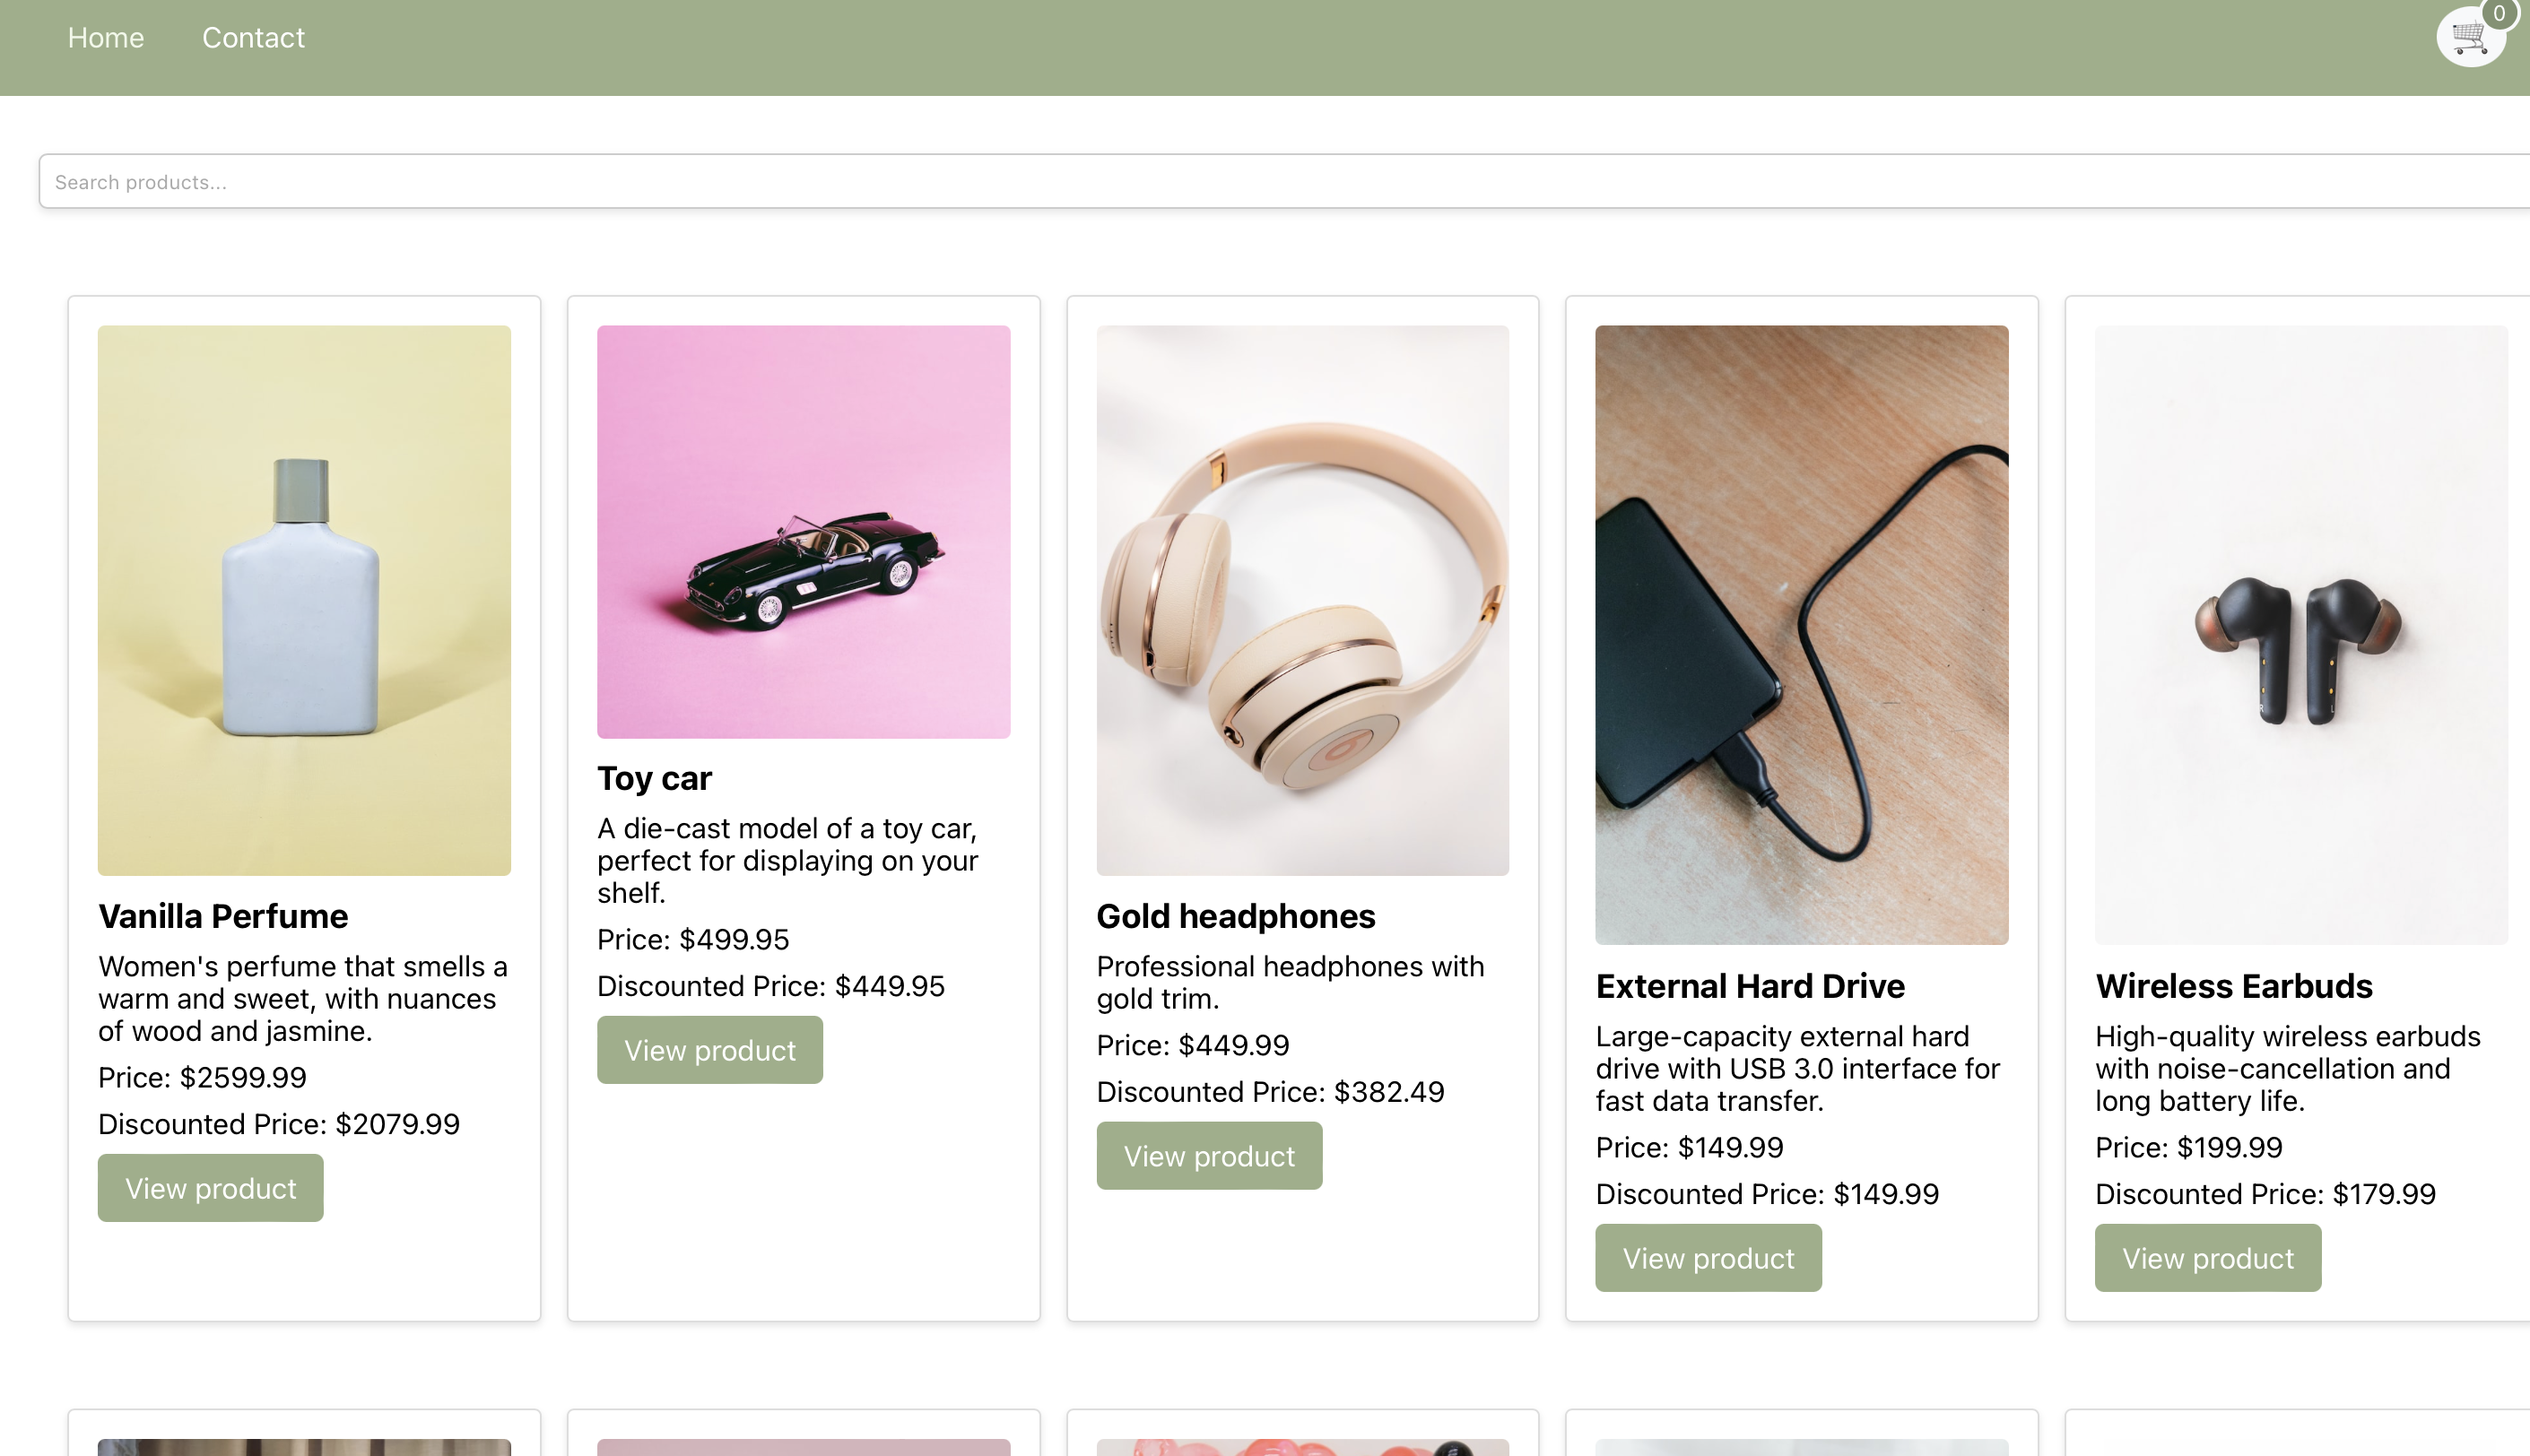 Home
Contact
0
Search products...
Vanilla Perfume
Women's perfume that smells a
warm and sweet, with nuances
of wood and jasmine.
Price: $2599.99
Discounted Price: $2079.99
View product
Toy car
A die-cast model of a toy car,
perfect for displaying on your
shelf.
Price: $499.95
Discounted Price: $449.95
View product
Gold headphones
Professional headphones with
gold trim.
Price: $449.99
Discounted Price: $382.49
View product
External Hard Drive
Large-capacity external hard
drive with USB 3.0 interface for
fast data transfer.
Price: $149.99
Discounted Price: $149.99
View product
R
L
Wireless Earbuds
High-quality wireless earbuds
with noise-cancellation and
long battery life.
Price: $199.99
Discounted Price: $179.99
View product